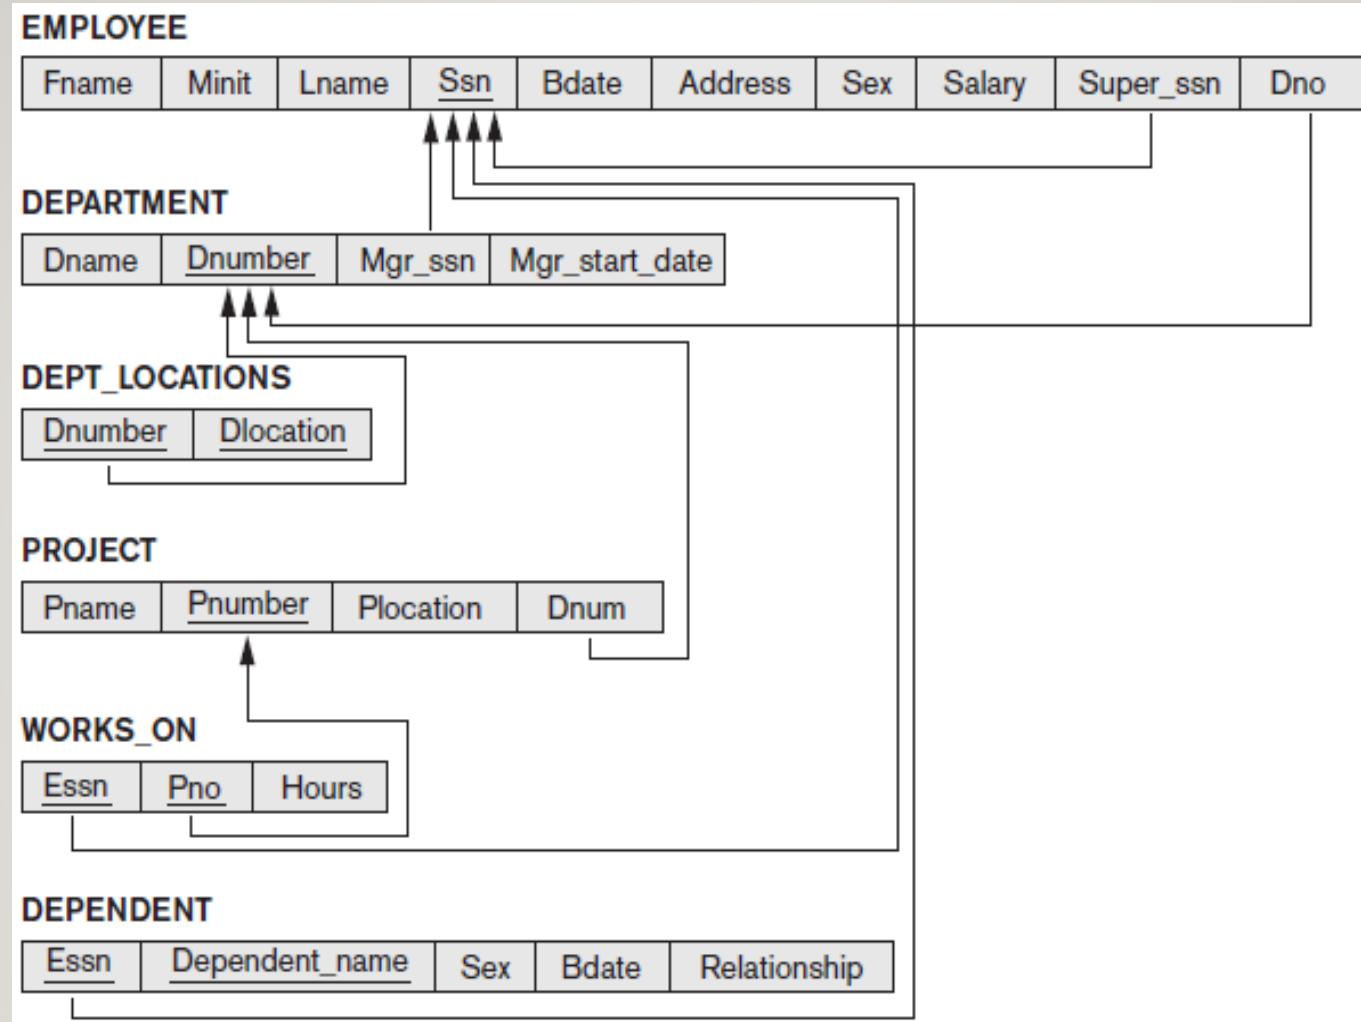 EMPLOYEE
Fname Minit Lname Ssn Bdate Address Sex Salary Super_ssn Dno
DEPARTMENT
Dname Dnumber Mgr_ssn Mgr_start_date
DEPT_LOCATIONS
Dnumber Dlocation
PROJECT
Pname Pnumber Plocation Dnum
WORKS_ON
Essn Pno Hours
DEPENDENT
Essn Dependent_name Sex Bdate Relationship